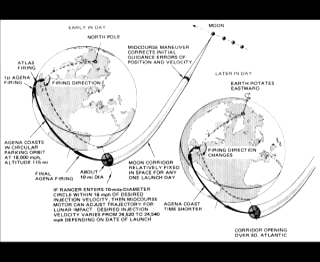 EARLY IN DAY
MOON
NORTH POLE
ATLAS
FIRING
1st AGENA
FIRING
FIRING DIRECTION
MIDCOURSE MANEUVER
CORRECTS INITIAL
GUIDANCE ERRORS OF
POSITION AND VELOCITY
LATER IN DAY
EARTH ROTATES
EASTWARD
AGENA COASTS
IN CIRCULAR
PARKING ORBIT
AT 18,000 mph,
ALTITUDE 115 mi
FIRING DIRECTION
CHANGES
FINAL
AGENA FIRING
ABOUT
10 mi DIA
MOON CORRIDOR
RELATIVELY FIXED
IN SPACE FOR ANY
ONE LAUNCH DAY
IF RANGER ENTERS 10-mile-DIAMETER
CIRCLE WITHIN 16 mph OF DESIRED
INJECTION VELOCITY, THEN MIDCOURSE
MOTOR CAN ADJUST TRAJECTORY FOR
LUNAR IMPACT. DESIRED INJECTION
VELOCITY VARIES FROM
mph DEPENDING ON DATE OF LAUNCH
AGENA COAST
TIME SHORTER
CORRIDOR OPENING
OVER SO. ATLANTIC